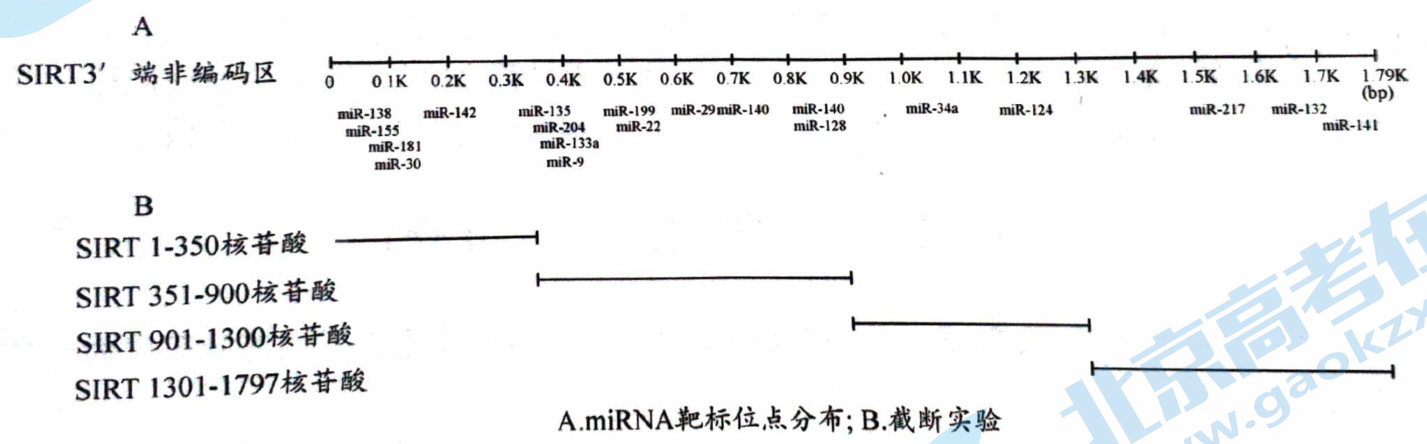 A
SIRT3′ 端非编码区
0 0 1K 0.2K 0.3K 0.4K 0.5K 0.6K 0.7K 0.8K 0.9K 1.0K 1.1K 1.2K 1.3K 1.4K 1.5K 1.6K 1.7K 1.79K
(bp)
miR-138 miR-142 miR-135 miR-199 miR-29 miR-140 miR-140 miR-34a miR-124 miR-217 miR-132
miR-155 miR-204 miR-22 miR-128 miR-141
miR-181 miR-133a
miR-30 miR-9
B
SIRT 1-350核苷酸
SIRT 351-900核苷酸
SIRT 901-1300核苷酸
SIRT 1301-1797核苷酸
A.miRNA靶标位点分布; B.截断实验
北京高考在
www.gaokzx